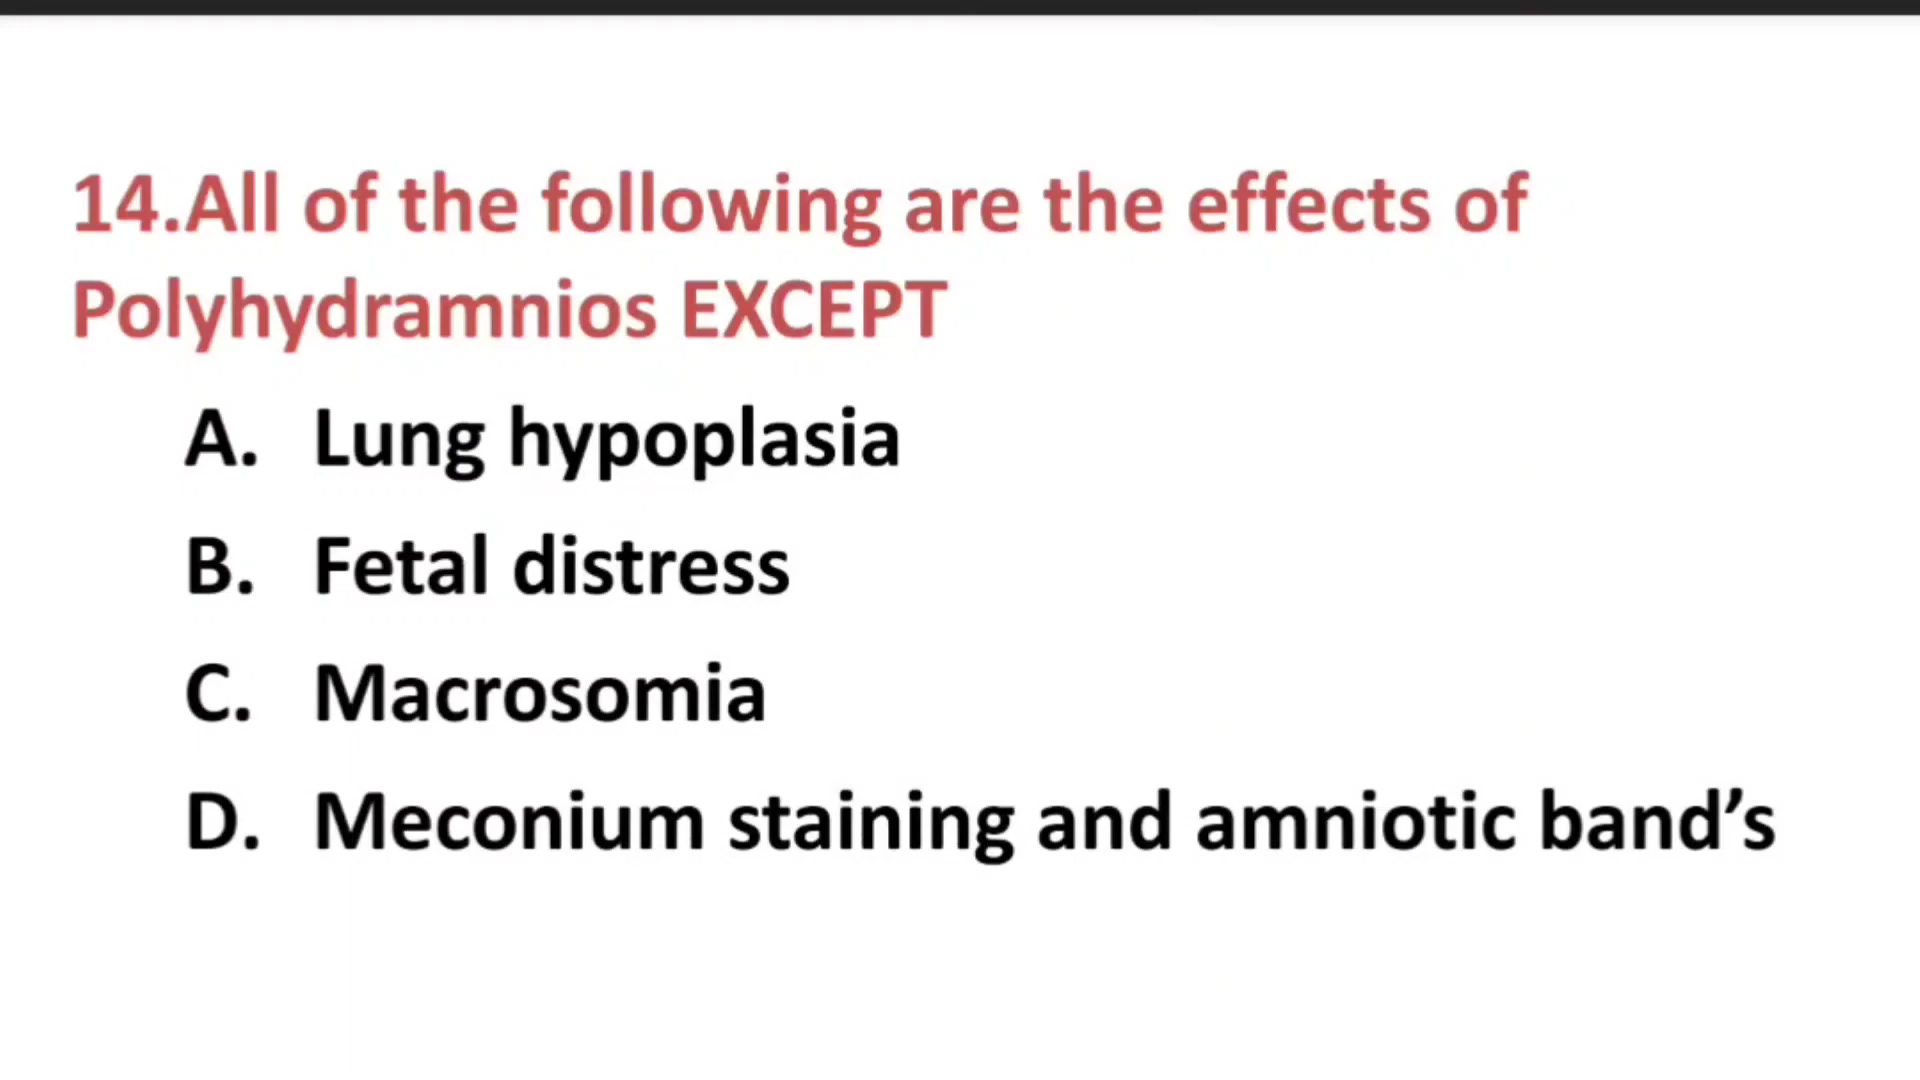 14.All of the following are the effects of
Polyhydramnios EXCEPT
A. Lung hypoplasia
B. Fetal distress
C. Macrosomia
D. Meconium staining and amniotic band’s